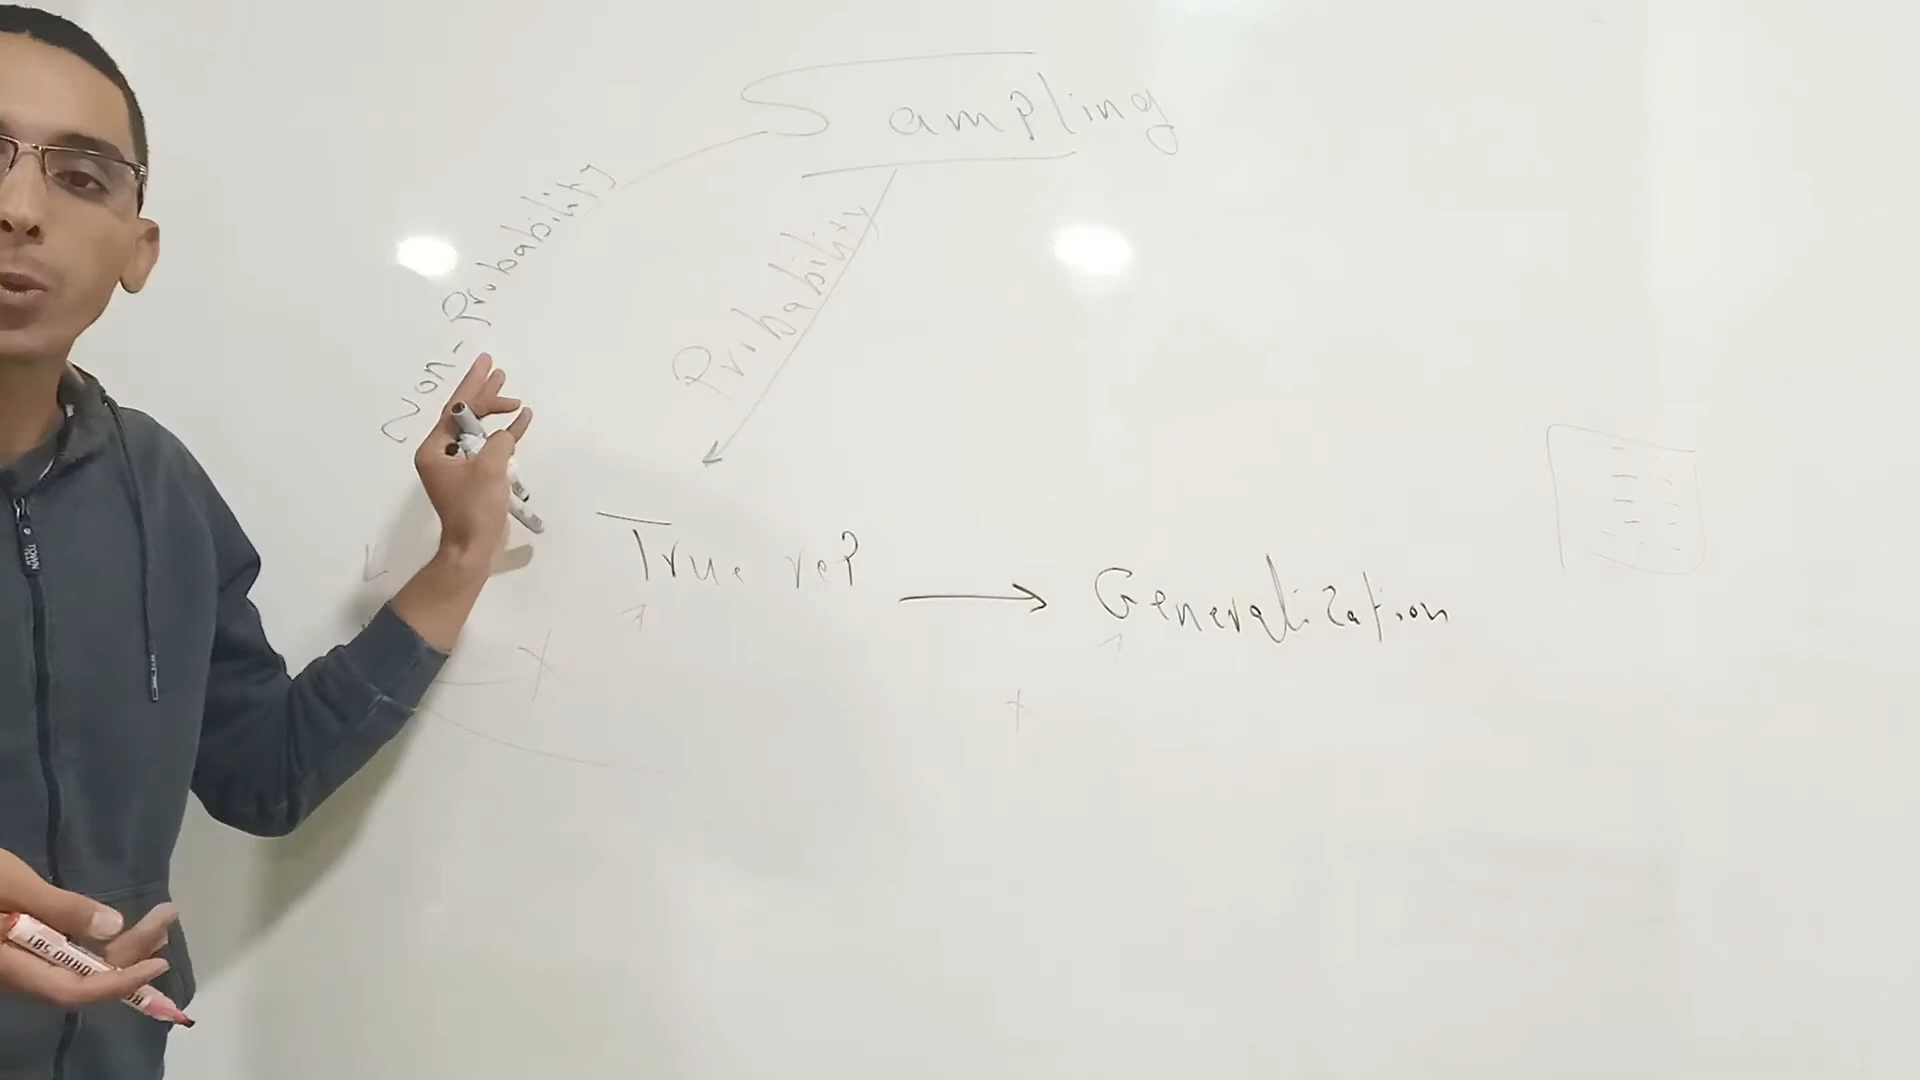 Sampling
Non-Probability
Probability
True rep
Generalization